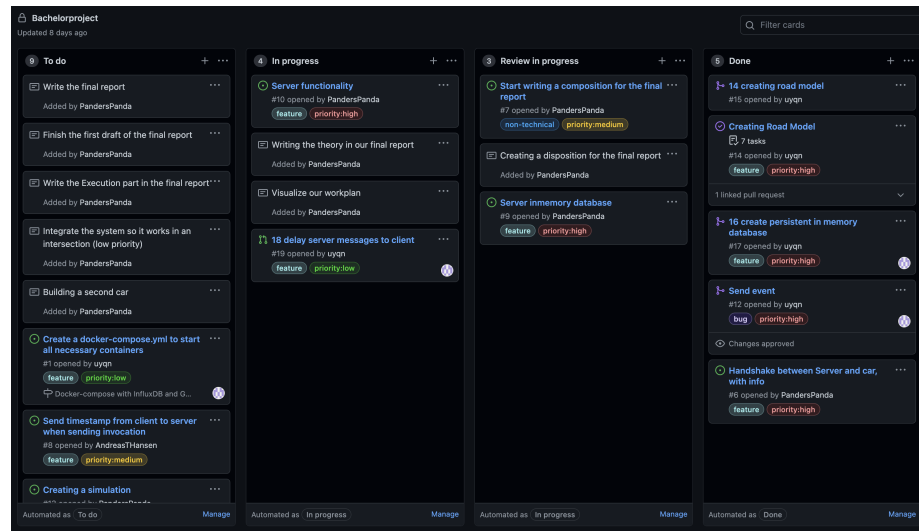 Bachelorproject
Updated 8 days ago
Filter cards
9 To do
Write the final report
Added by PandersPanda
Finish the first draft of the final report
Added by PandersPanda
Write the Execution part in the final report
Added by PandersPanda
Integrate the system so it works in an
intersection (low priority)
Added by PandersPanda
Building a second car
Added by PandersPanda
Create a docker-compose.yml to start
all necessary containers
#1 opened by uyqn
feature priority:low
Docker-compose with InfluxDB and G...
Send timestamp from client to server
when sending invocation
#8 opened by AndreasTHansen
feature priority:medium
Creating a simulation
Automated as To do Manage
4 In progress
Server functionality
#10 opened by PandersPanda
feature priority:high
Writing the theory in our final report
Added by PandersPanda
Visualize our workplan
Added by PandersPanda
18 delay server messages to client
#19 opened by uyqn
feature priority:low
Automated as In progress Manage
3 Review in progress
Start writing a composition for the final
report
#7 opened by PandersPanda
non-technical priority:medium
Creating a disposition for the final report
Added by PandersPanda
Server inmemory database
#9 opened by PandersPanda
feature priority:high
Automated as In progress Manage
5 Done
14 creating road model
#15 opened by uyqn
Creating Road Model
7 tasks
#14 opened by uyqn
feature priority:high
1 linked pull request
16 create persistent in memory
database
#17 opened by uyqn
feature priority:high
Send event
#12 opened by uyqn
bug priority:high
Changes approved
Handshake between Server and car,
with info
#6 opened by PandersPanda
feature priority:high
Automated as Done Manage